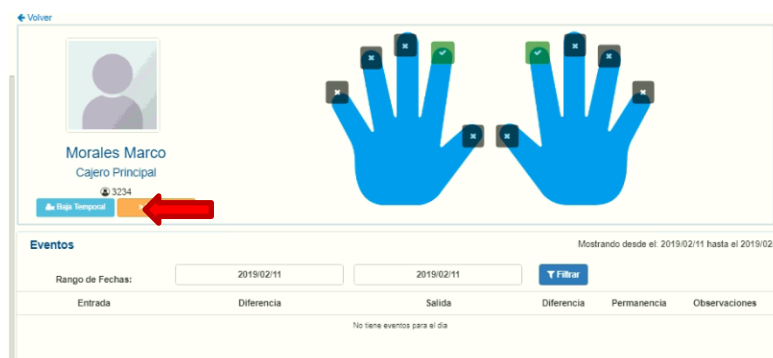 Volver
Morales Marco
Cajero Principal
3234
Baja Temporal
Eventos
Mostrando desde el: 2019/02/11 hasta el 2019/02
Rango de Fechas:
2019/02/11
2019/02/11
Filtrar
Entrada Diferencia Salida Diferencia Permanencia Observaciones
No tiene eventos para el dia